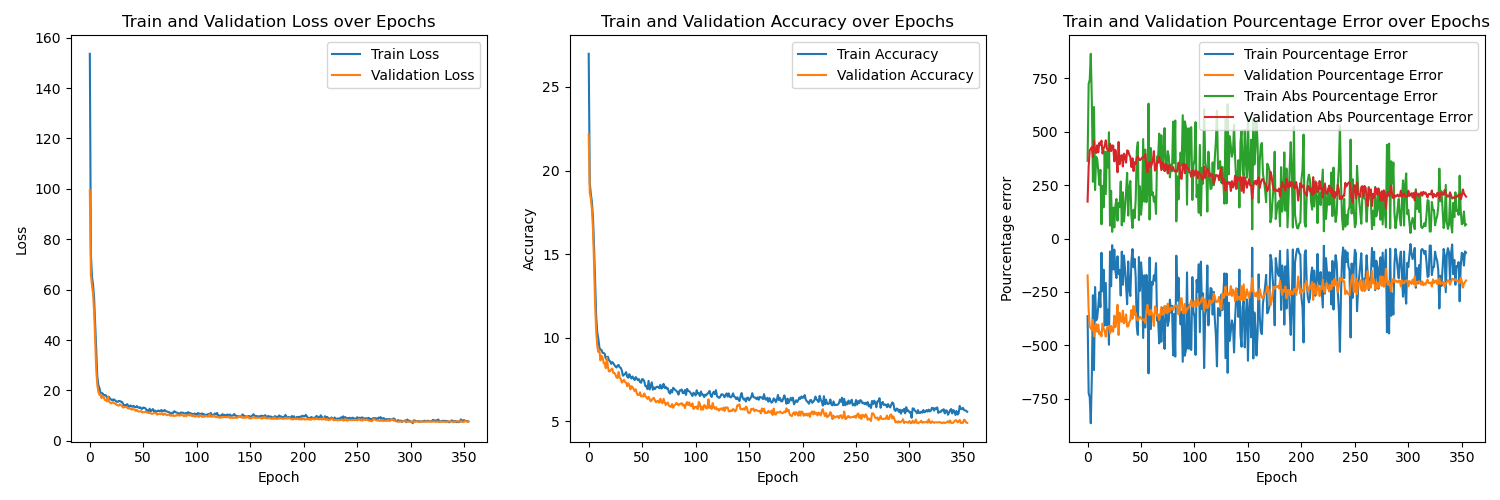 Train and Validation Loss over Epochs
Train Loss
Validation Loss
Loss
160
140
120
100
80
60
40
20
0
0 50 100 150 200 250 300 350
Epoch
Train and Validation Accuracy over Epochs
Train Accuracy
Validation Accuracy
Accuracy
25
20
15
10
5
0 50 100 150 200 250 300 350
Epoch
Train and Validation Pourcentage Error over Epochs
Train Pourcentage Error
Validation Pourcentage Error
Train Abs Pourcentage Error
Validation Abs Pourcentage Error
Pourcentage error
750
500
250
0
−250
−500
−750
0 50 100 150 200 250 300 350
Epoch